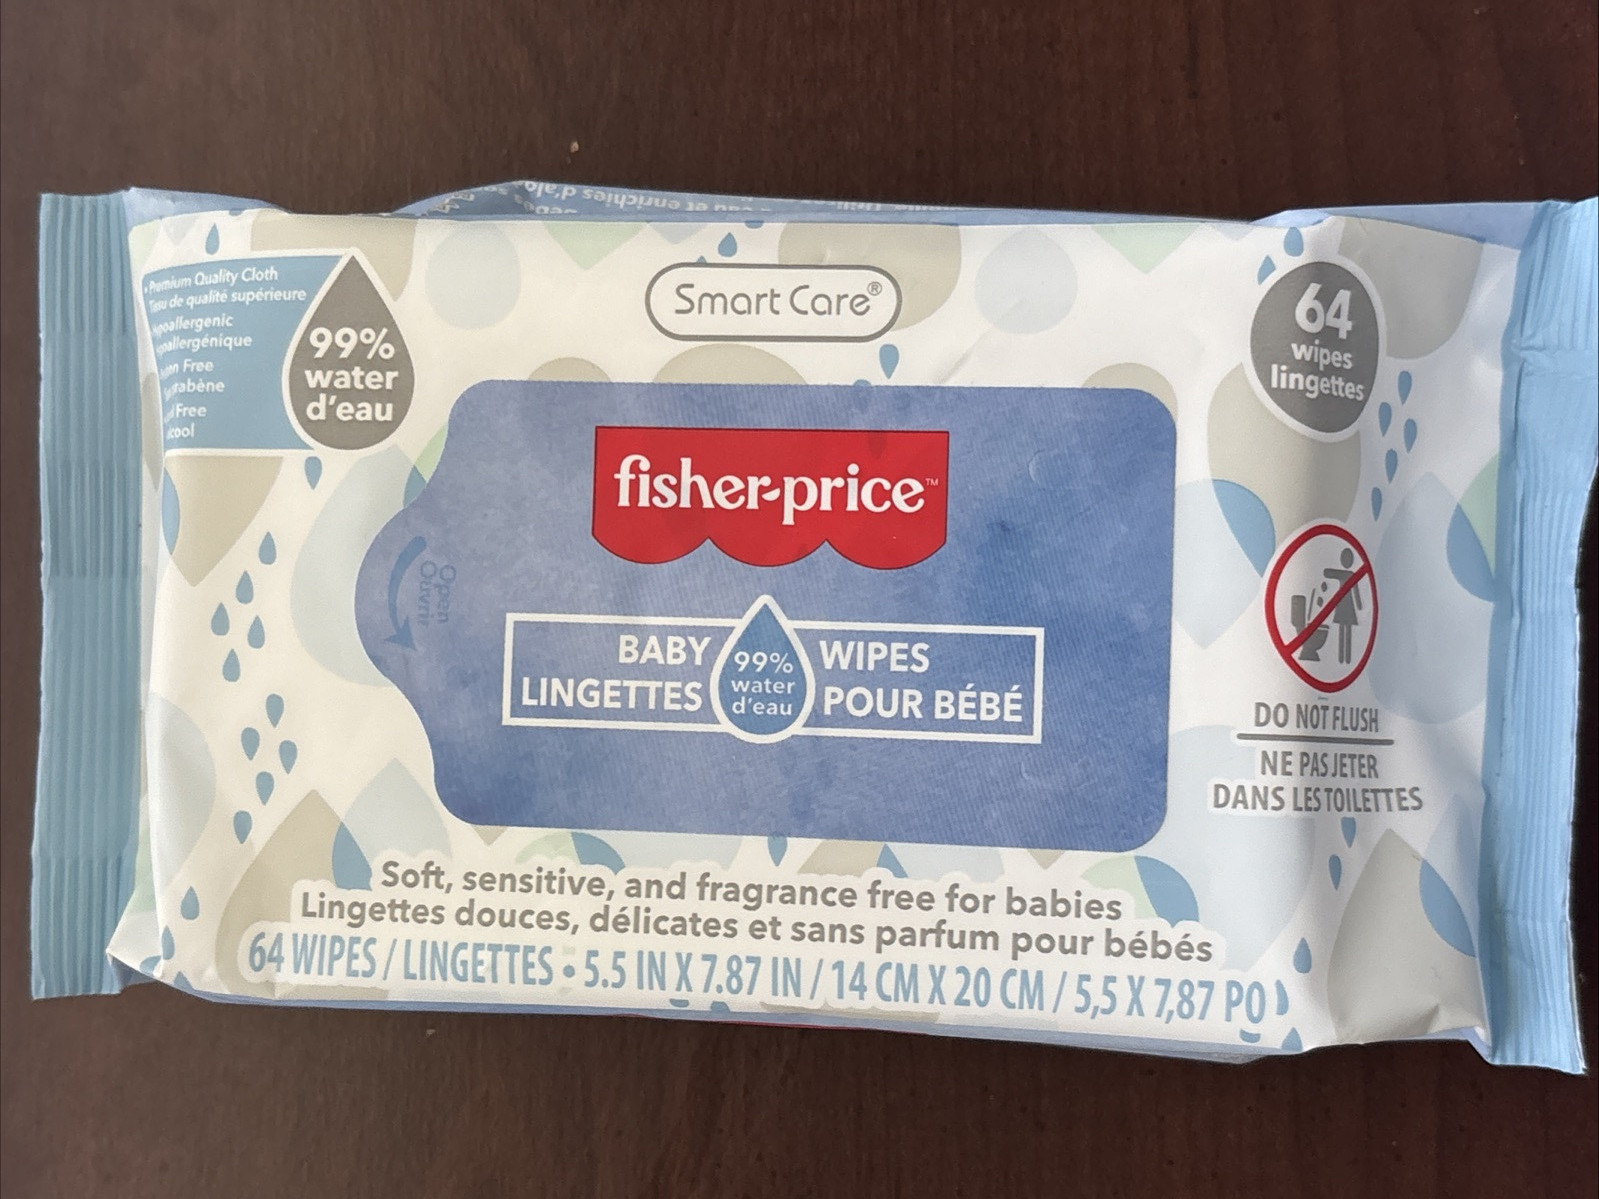 Premium Quality Cloth
de qualité supérieure
99%
water
d'eau
Free
Free
Smart Care®
64
wipes
lingettes
fisher-price™
Open
Ouvrir
BABY WIPES
LINGETTES POUR BÉBÉ
99%
water
d'eau
DO NOT FLUSH
NE PAS JETER
DANS LES TOILETTES
Soft, sensitive, and fragrance free for babies
Lingettes douces, délicates et sans parfum pour bébés
64 WIPES / LINGETTES • 5.5 IN X 7.87 IN / 14 CM X 20 CM / 5,5 X 7,87 PO